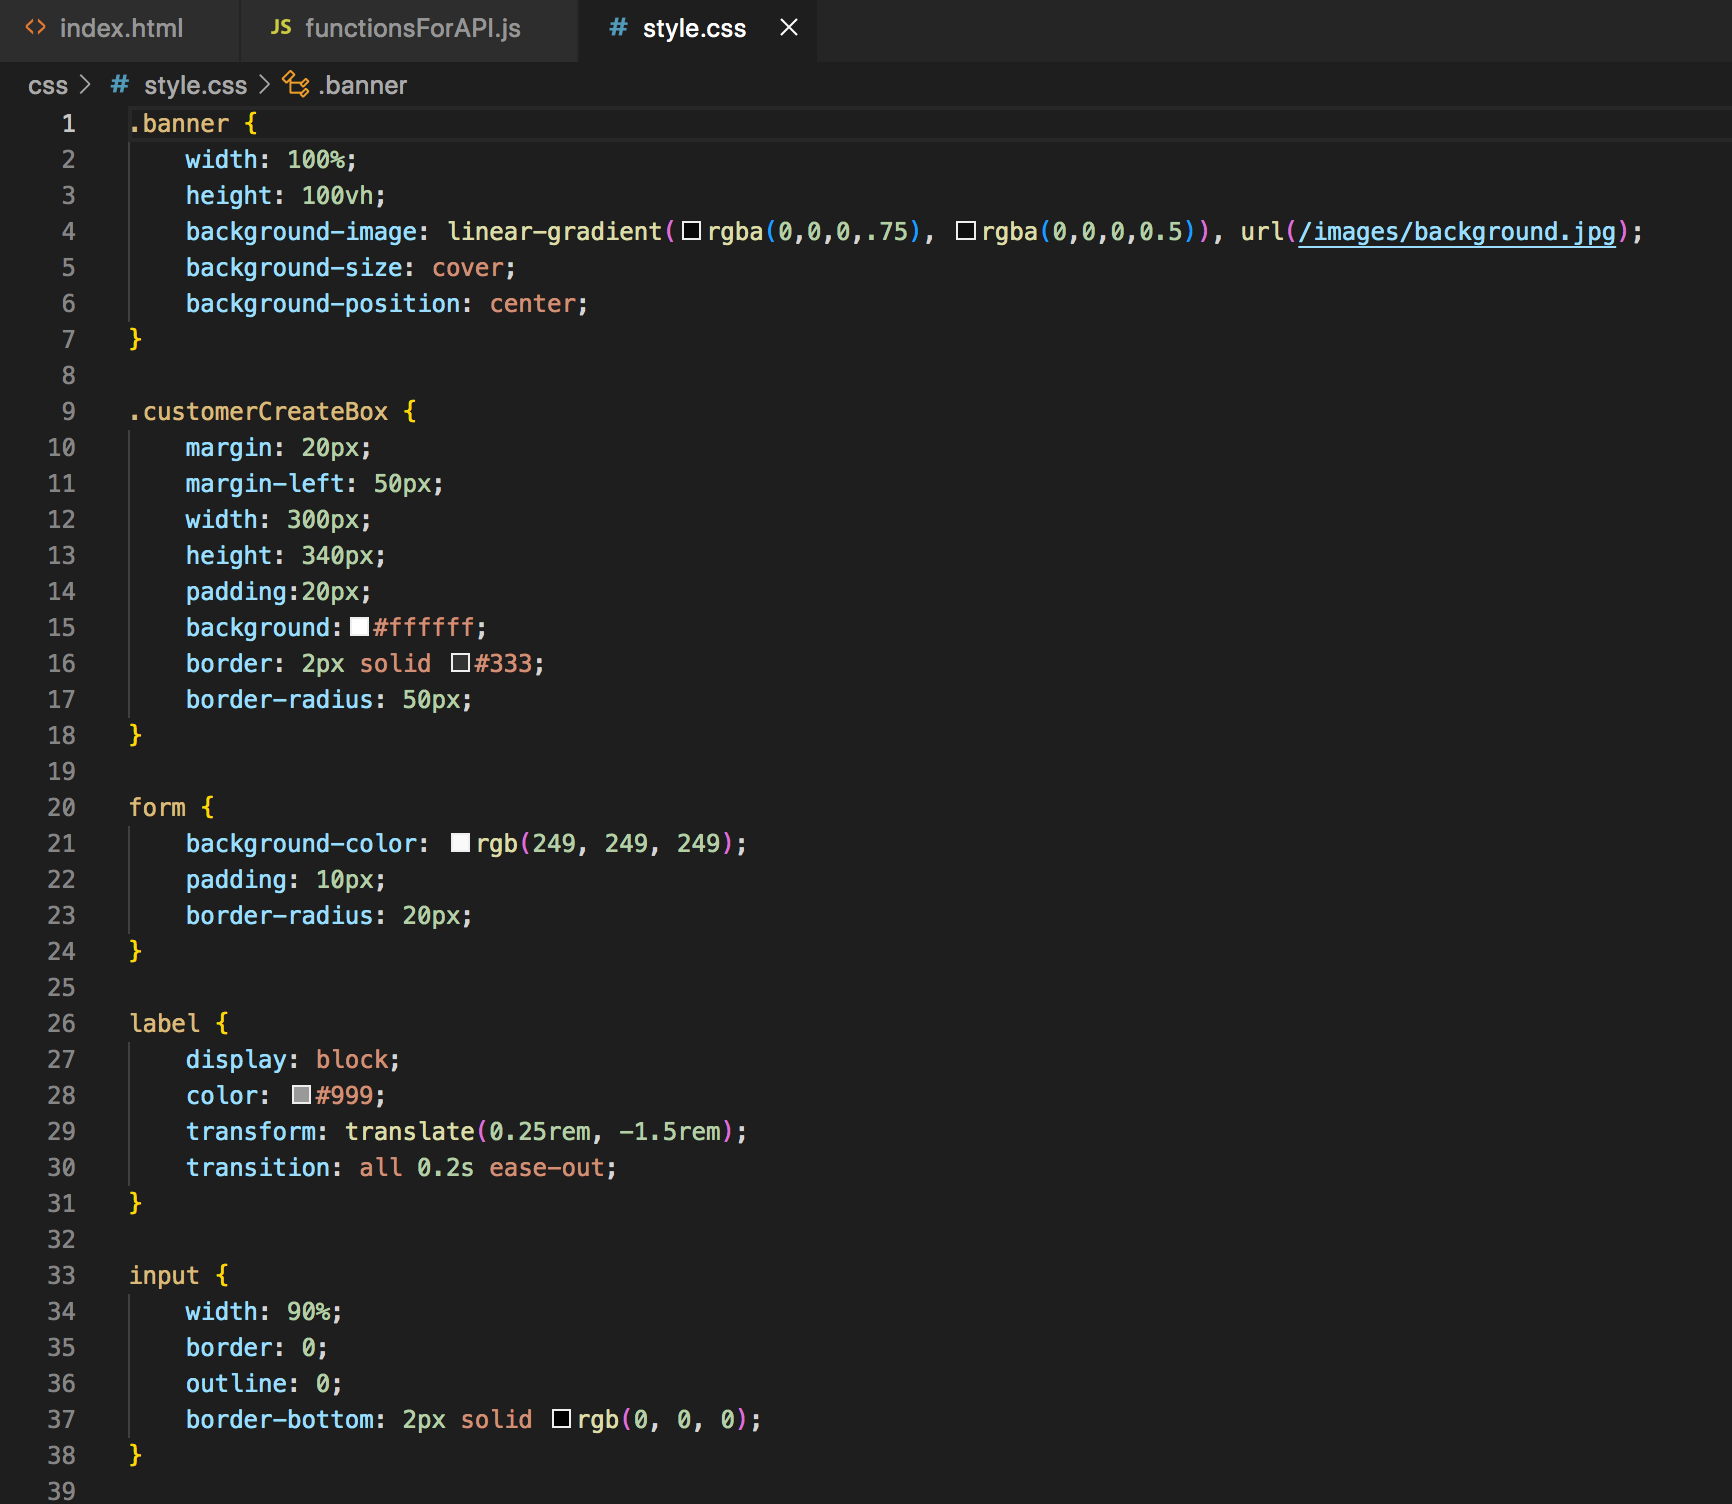 <> index.html JS functionsForAPI.js # style.css ×
css > # style.css > .banner
1 .banner {
2     width: 100%;
3     height: 100vh;
4     background-image: linear-gradient(rgba(0,0,0,.75), rgba(0,0,0,0.5)), url(/images/background.jpg);
5     background-size: cover;
6     background-position: center;
7 }
8
9 .customerCreateBox {
10     margin: 20px;
11     margin-left: 50px;
12     width: 300px;
13     height: 340px;
14     padding:20px;
15     background:#ffffff;
16     border: 2px solid #333;
17     border-radius: 50px;
18 }
19
20 form {
21     background-color: rgb(249, 249, 249);
22     padding: 10px;
23     border-radius: 20px;
24 }
25
26 label {
27     display: block;
28     color: #999;
29     transform: translate(0.25rem, -1.5rem);
30     transition: all 0.2s ease-out;
31 }
32
33 input {
34     width: 90%;
35     border: 0;
36     outline: 0;
37     border-bottom: 2px solid rgb(0, 0, 0);
38 }
39